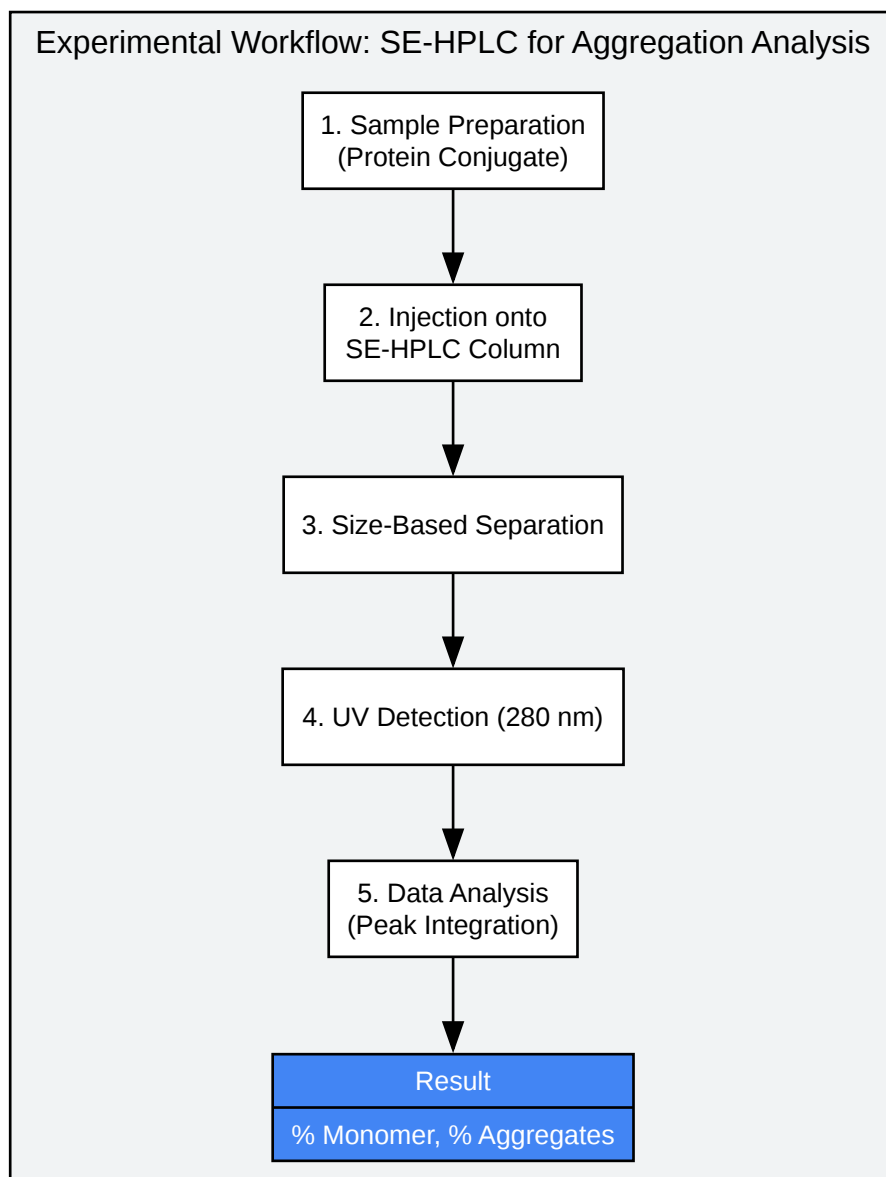 Experimental Workflow: SE-HPLC for Aggregation Analysis
1. Sample Preparation
(Protein Conjugate)
2. Injection onto
SE-HPLC Column
3. Size-Based Separation
4. UV Detection (280 nm)
5. Data Analysis
(Peak Integration)
Result
% Monomer, % Aggregates